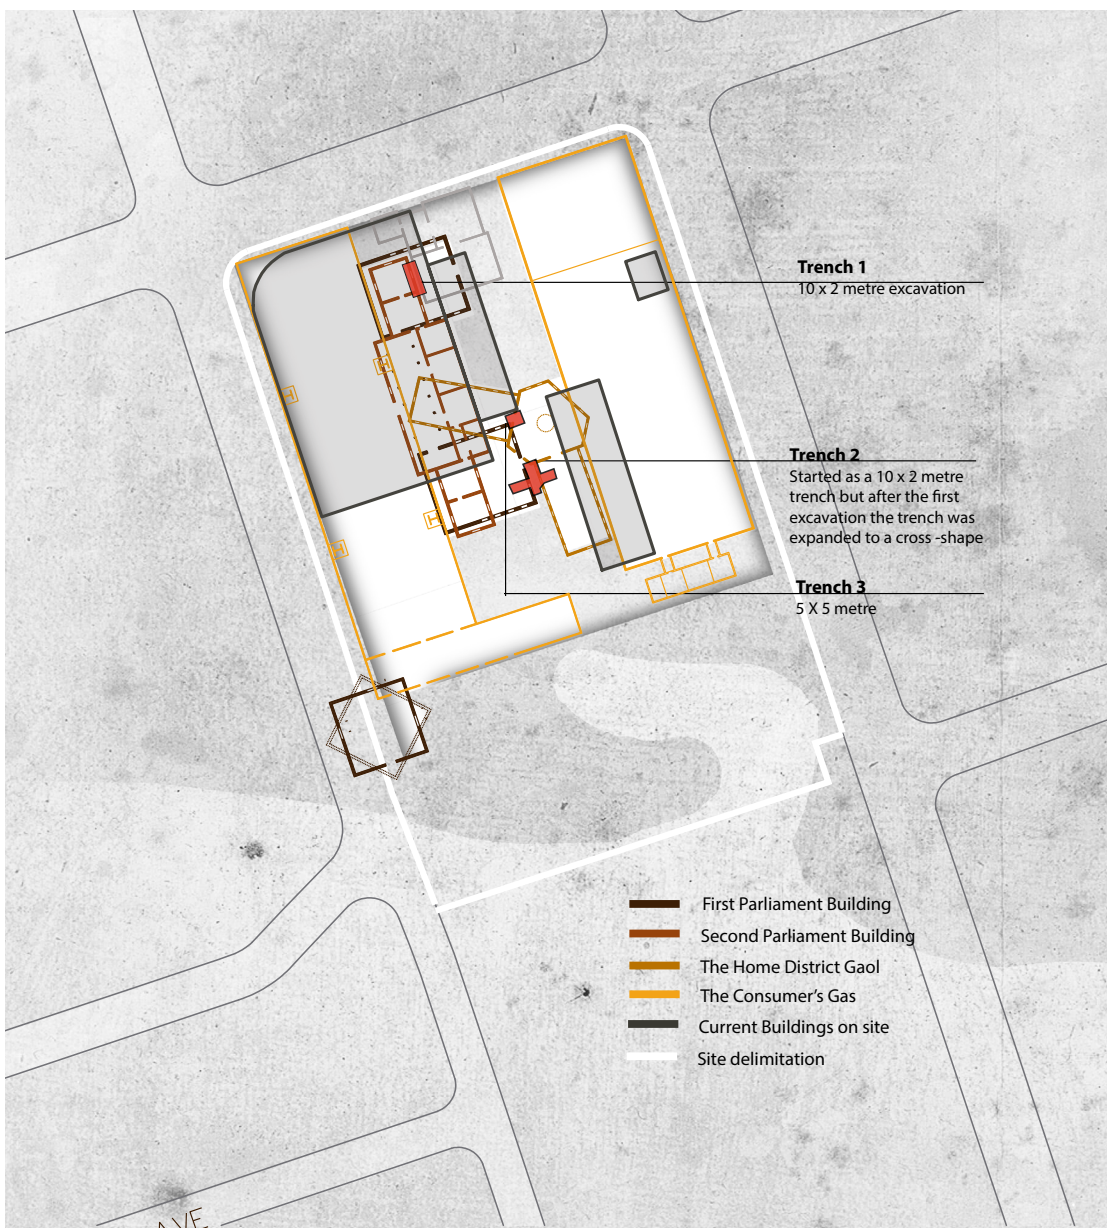 Trench 1
10 x 2 metre excavation
Trench 2
Started as a 10 x 2 metre
trench but after the first
excavation the trench was
expanded to a cross -shape
Trench 3
5 X 5 metre
First Parliament Building
Second Parliament Building
The Home District Gaol
The Consumer's Gas
Current Buildings on site
Site delimitation
AVE